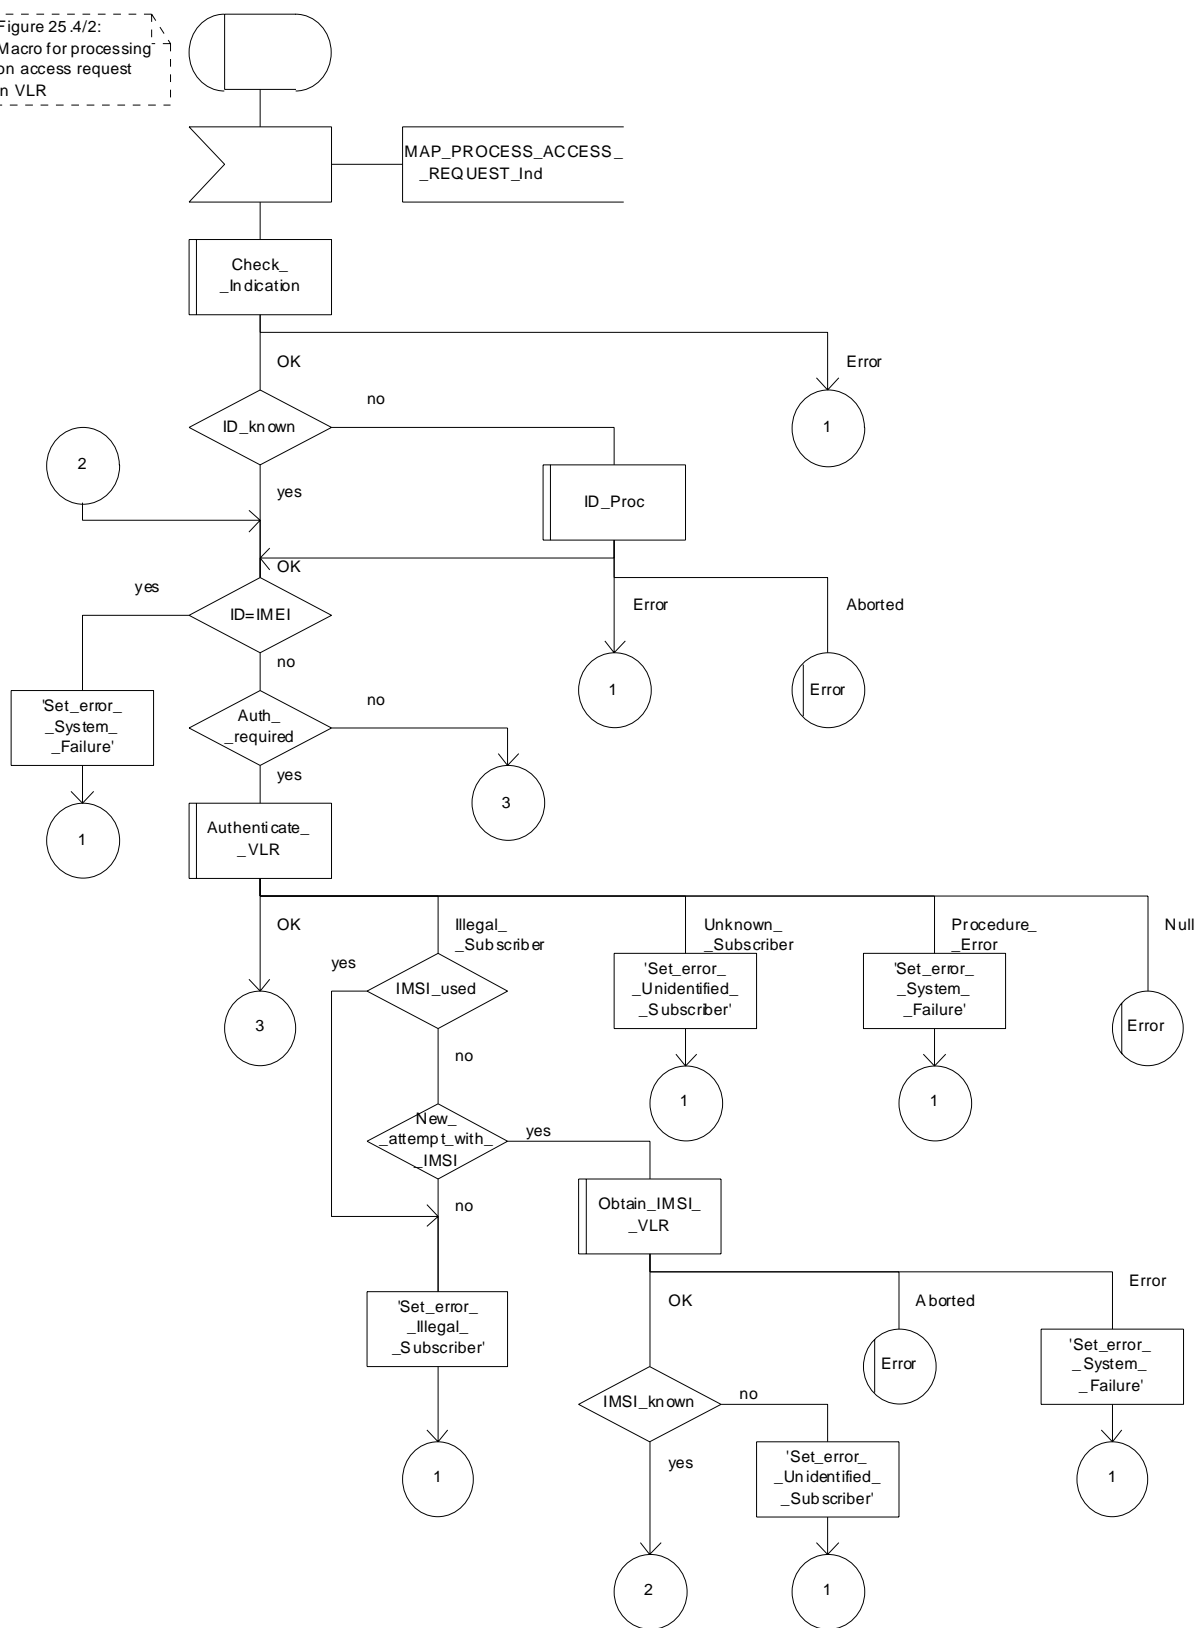 Figure 25.4/2:
Macro for processing
on access request
in VLR
MAP_PROCESS_ACCESS_
_REQUEST_Ind
Check_
_Indication
OK
Error
1
ID_known
no
yes
2
ID_Proc
OK
Error
Aborted
1
Error
ID=IMEI
yes
no
'Set_error_
_System_
_Failure'
1
Auth_
_required
no
yes
3
Authenticate_
_VLR
OK
Illegal_
_Subscriber
Unknown_
_Subscriber
Procedure_
_Error
Null
3
IMSI_used
yes
no
'Set_error_
_Unidentified_
_Subscriber'
1
'Set_error_
_System_
_Failure'
1
Error
New_
_attempt_with_
_IMSI
yes
no
Obtain_IMSI_
_VLR
OK
Aborted
Error
'Set_error_
_Illegal_
_Subscriber'
1
Error
'Set_error_
_System_
_Failure'
1
IMSI_known
no
yes
'Set_error_
_Unidentified_
_Subscriber'
2
1